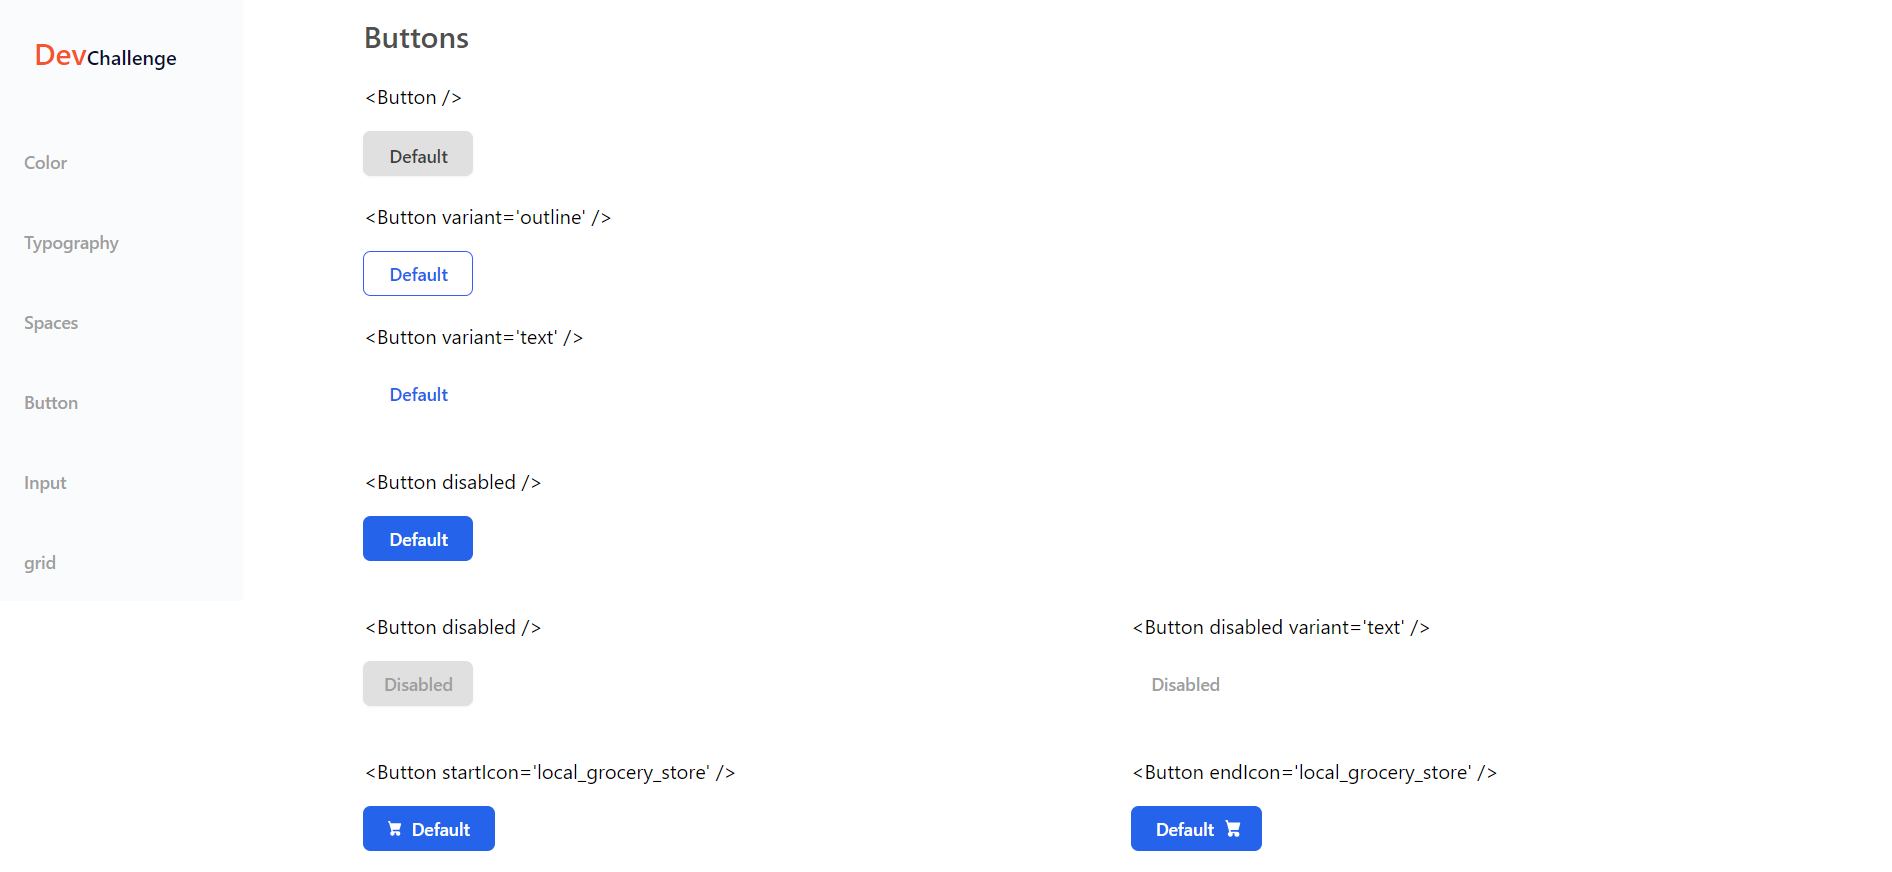 DevChallenge
Color
Typography
Spaces
Button
Input
grid
Buttons
<Button />
Default
<Button variant='outline' />
Default
<Button variant='text' />
Default
<Button disabled />
Default
<Button disabled />
Disabled
<Button disabled variant='text' />
Disabled
<Button startIcon='local_grocery_store' />
Default
<Button endIcon='local_grocery_store' />
Default